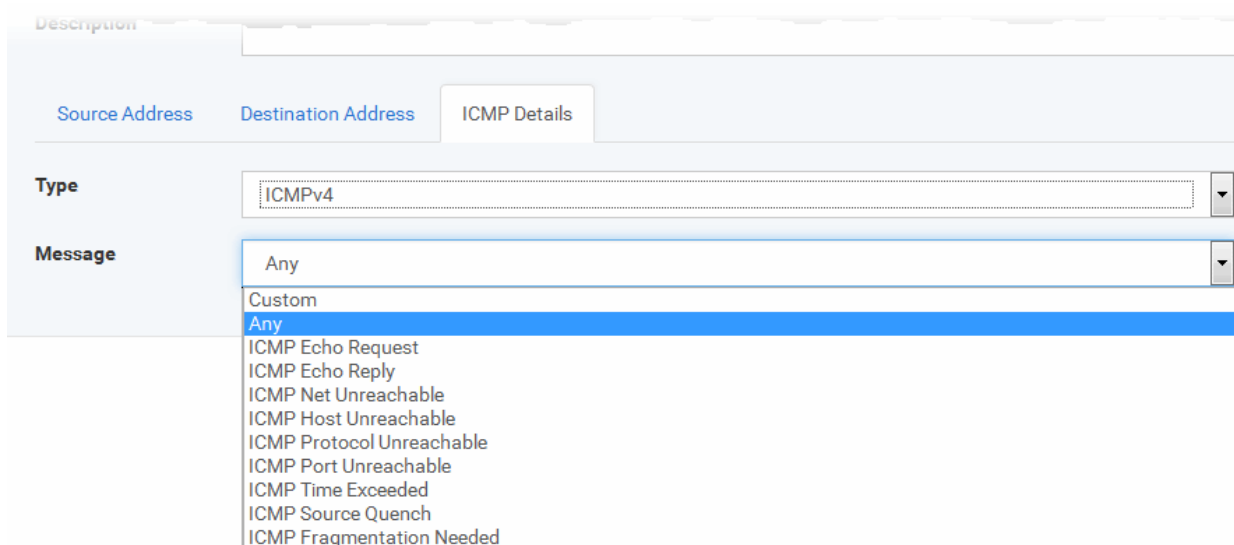 Description
Source Address Destination Address ICMP Details
Type ICMPv4
Message Any
Custom
Any
ICMP Echo Request
ICMP Echo Reply
ICMP Net Unreachable
ICMP Host Unreachable
ICMP Protocol Unreachable
ICMP Port Unreachable
ICMP Time Exceeded
ICMP Source Quench
ICMP Fragmentation Needed